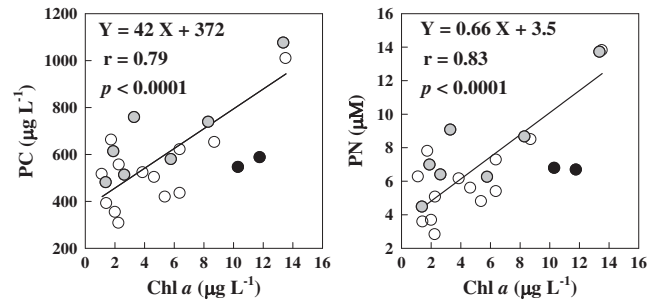 Y = 42 X + 372
r = 0.79
p < 0.0001
PC (µg L⁻¹)
1200
1000
800
600
400
200
0 2 4 6 8 10 12 14 16
Chl a (µg L⁻¹)
Y = 0.66 X + 3.5
r = 0.83
p < 0.0001
PN (µM)
16
14
12
10
8
6
4
2
0 2 4 6 8 10 12 14 16
Chl a (µg L⁻¹)